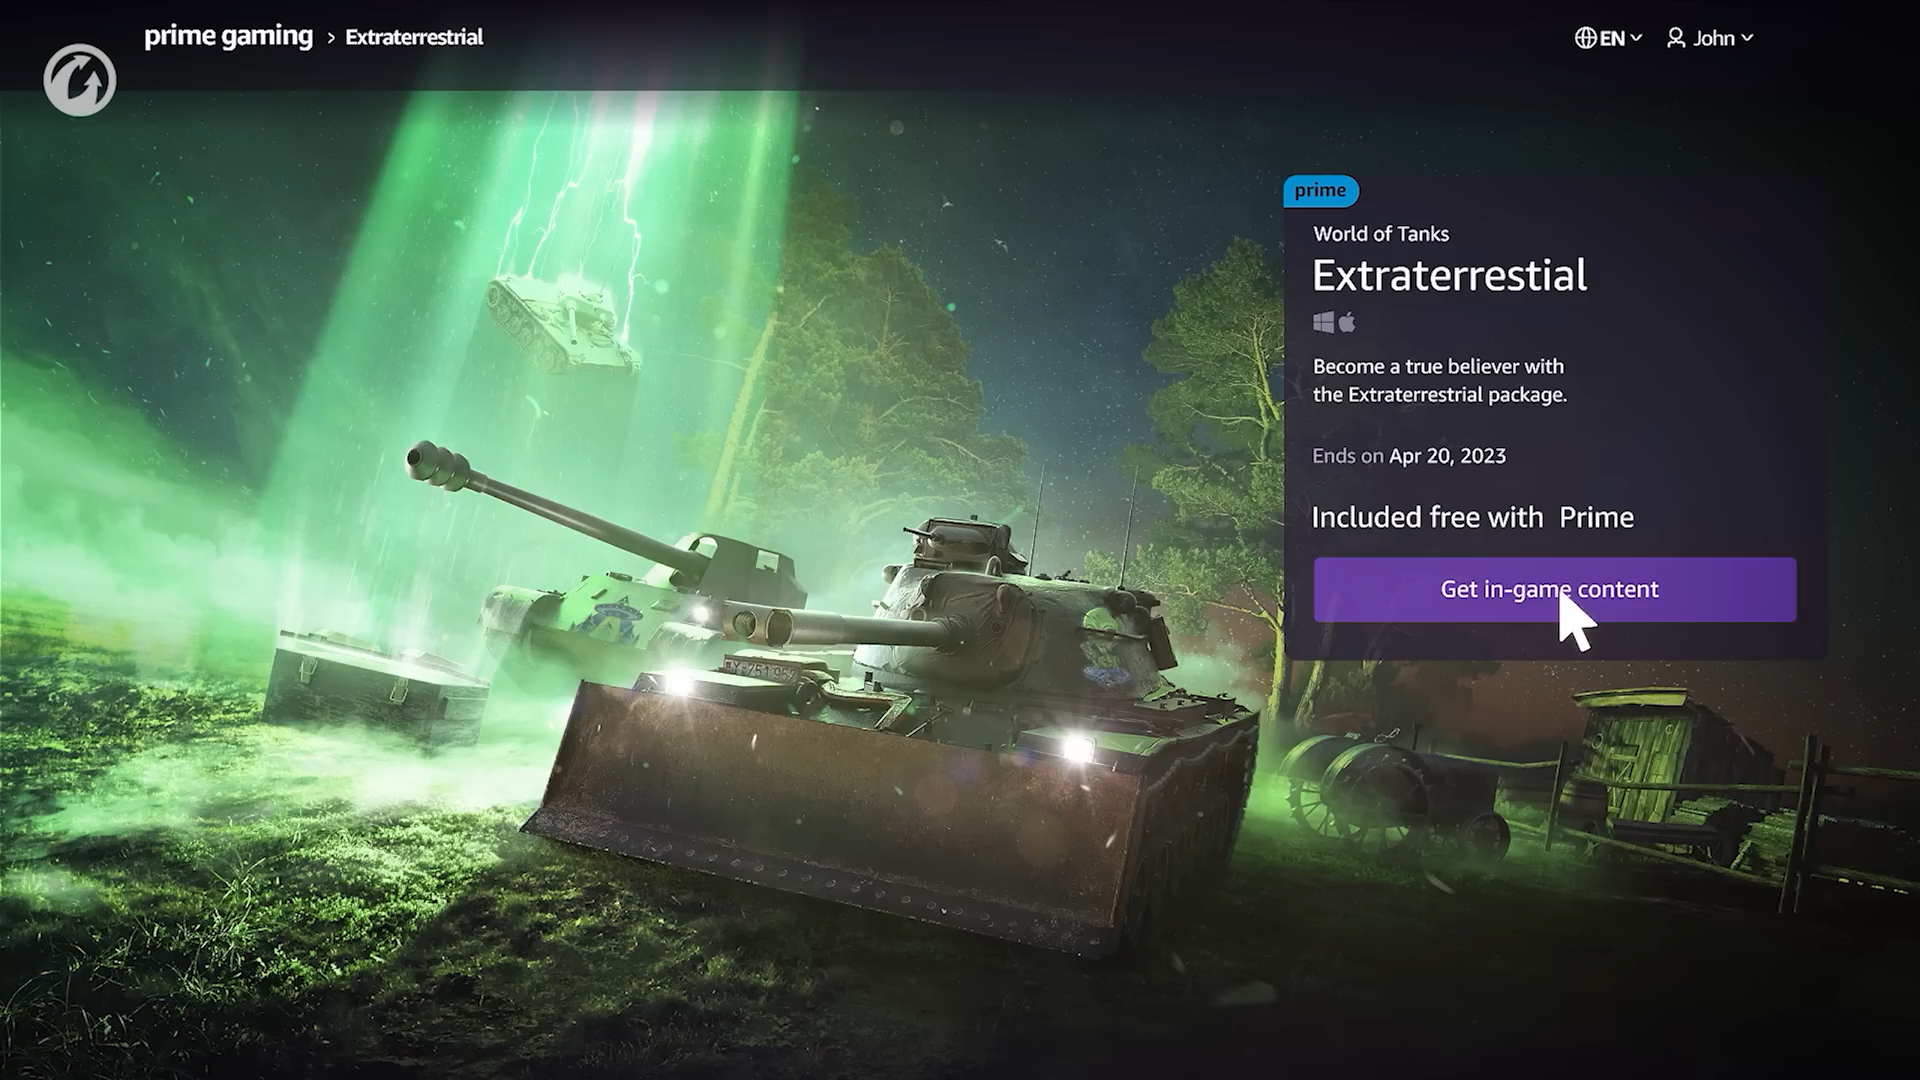 prime gaming > Extraterrestrial
EN
John
prime
World of Tanks
Extraterrestial
Become a true believer with
the Extraterrestrial package.
Ends on Apr 20, 2023
Included free with Prime
Get in-game content